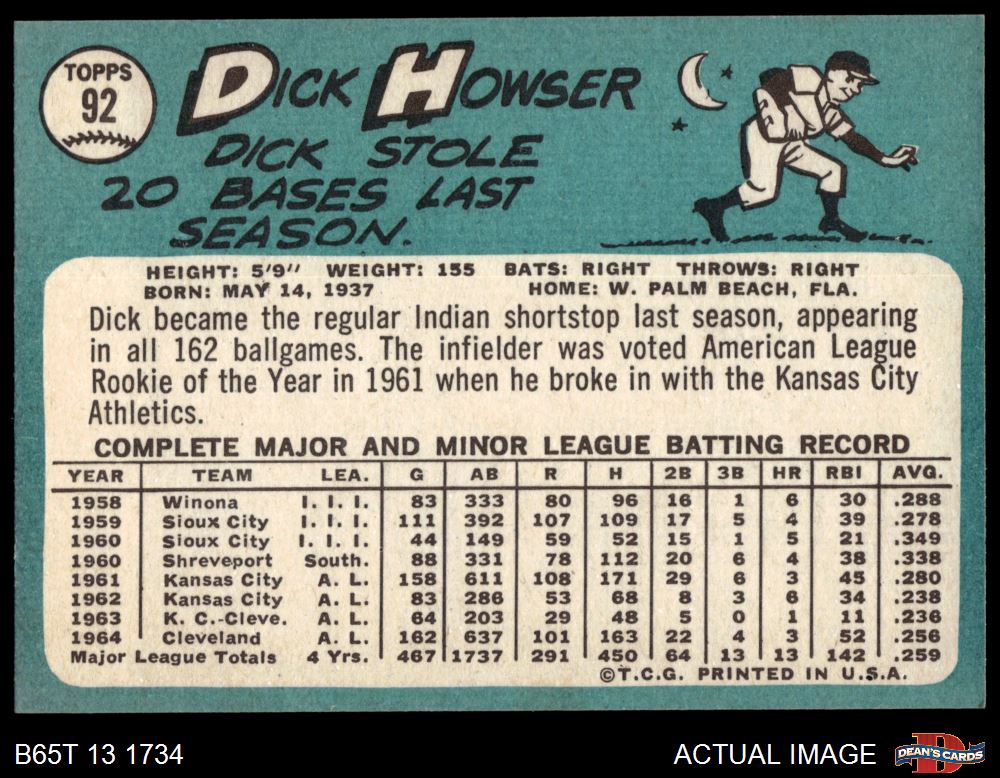 TOPPS
92
DICK HOWSER
DICK STOLE
20 BASES LAST
SEASON.
HEIGHT: 5'9" WEIGHT: 155 BATS: RIGHT THROWS: RIGHT
BORN: MAY 14, 1937 HOME: W. PALM BEACH, FLA.
Dick became the regular Indian shortstop last season, appearing
in all 162 ballgames. The infielder was voted American League
Rookie of the Year in 1961 when he broke in with the Kansas City
Athletics.
COMPLETE MAJOR AND MINOR LEAGUE BATTING RECORD
YEAR TEAM LEA. G AB R H 2B 3B HR RBI AVG.
1958 Winona I. I. I. 83 333 80 96 16 1 6 30 .288
1959 Sioux City I. I. I. 111 392 107 109 17 5 4 39 .278
1960 Sioux City I. I. I. 44 149 59 52 15 1 5 21 .349
1960 Shreveport South. 88 331 78 112 20 6 4 38 .338
1961 Kansas City A. L. 158 611 108 171 29 6 3 45 .280
1962 Kansas City A. L. 83 286 53 68 8 3 6 34 .238
1963 K. C.-Cleve. A. L. 64 203 29 48 5 0 1 11 .236
1964 Cleveland A. L. 162 637 101 163 22 4 3 52 .256
Major League Totals 4 Yrs. 467 1737 291 450 64 13 13 142 .259
©T.C.G. PRINTED IN U.S.A.
B65T 13 1734 ACTUAL IMAGE DEAN'S CARDS